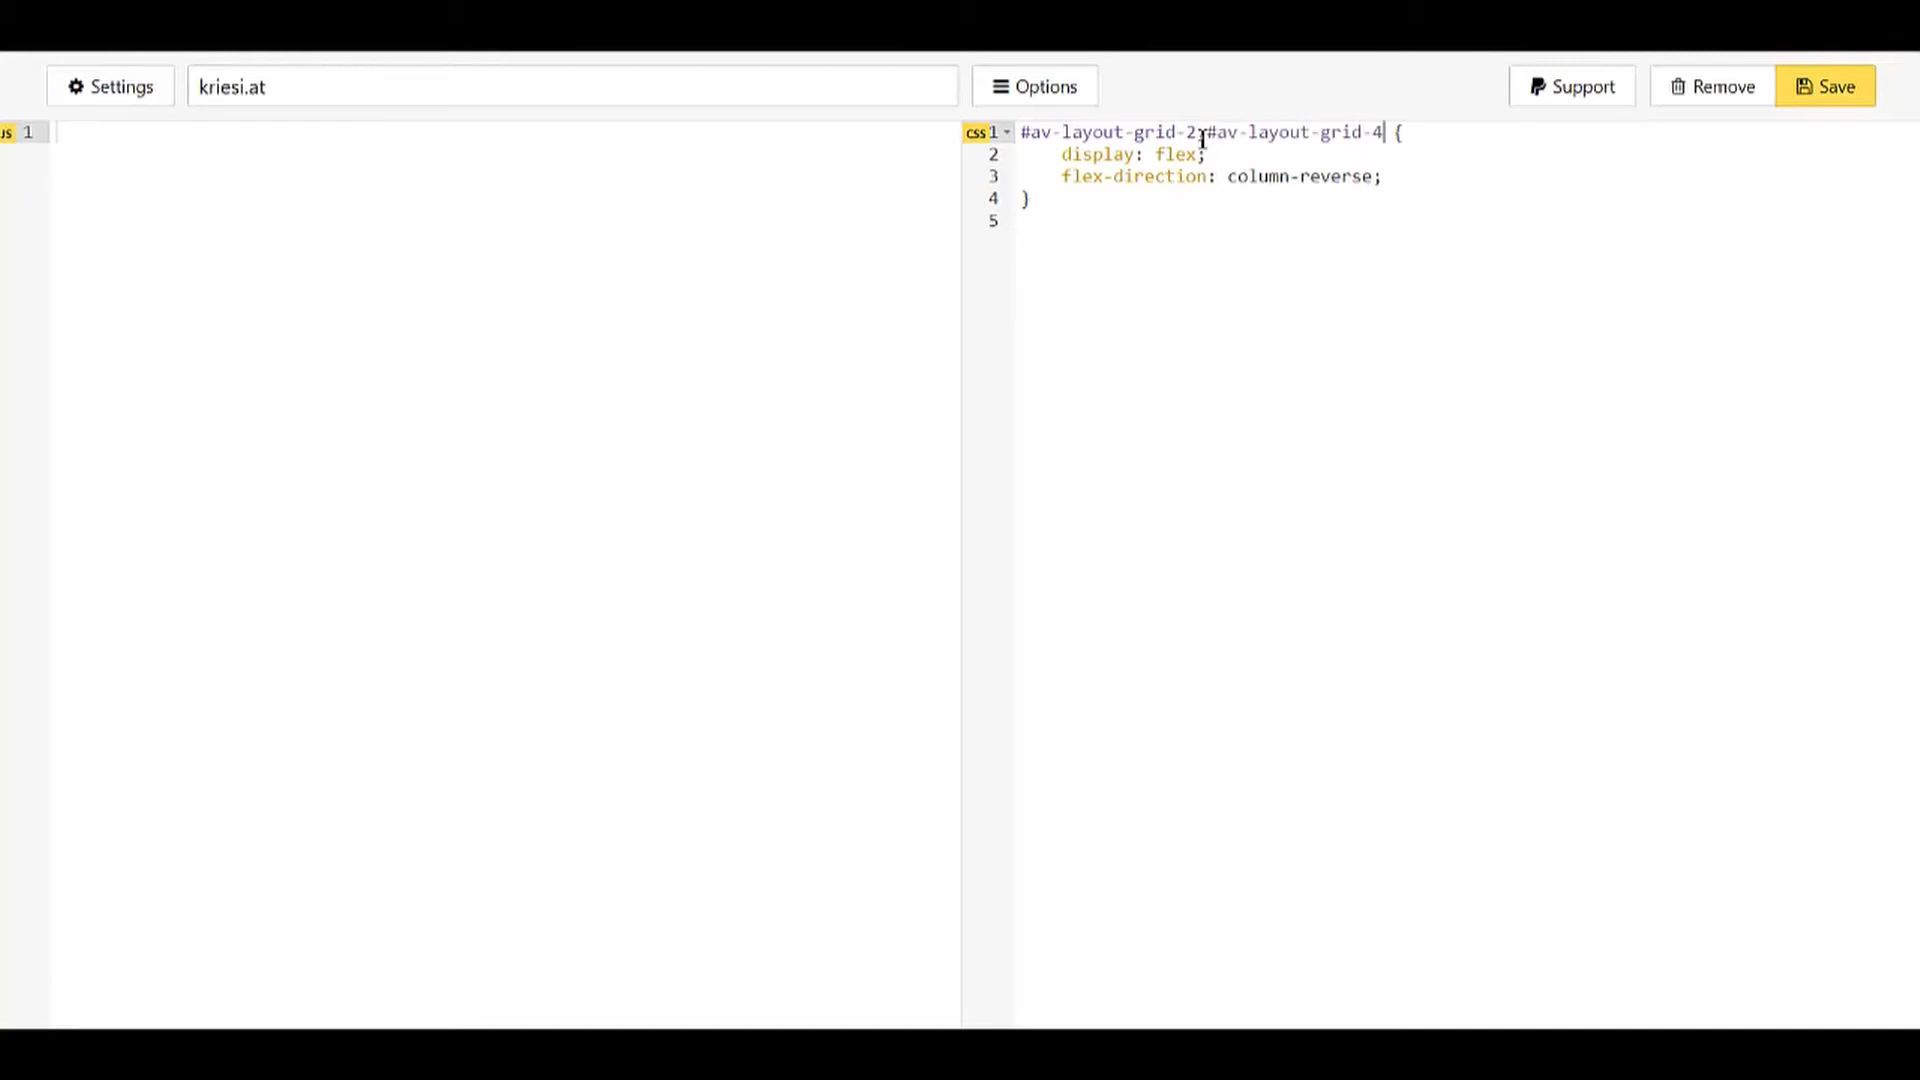 Settings
kriesi.at
Options
Support
Remove
Save
JS 1
css 1 #av-layout-grid-2,#av-layout-grid-4 {
2 display: flex;
3 flex-direction: column-reverse;
4 }
5